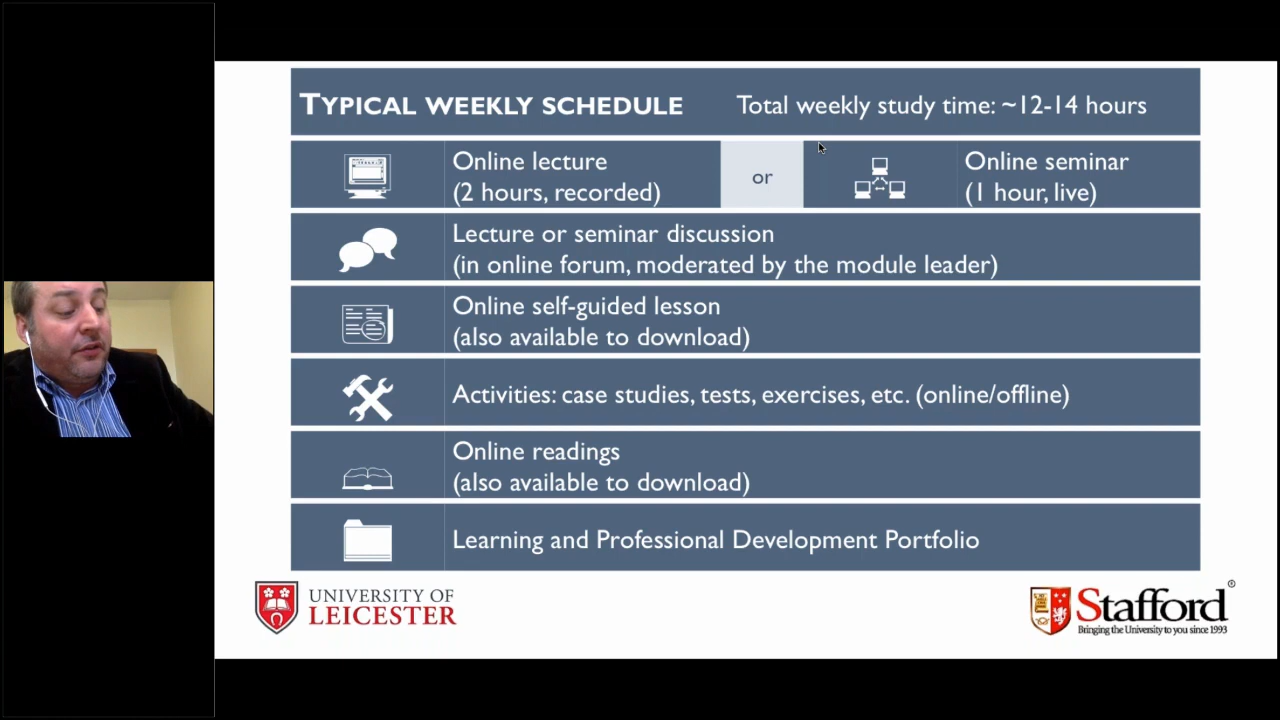 TYPICAL WEEKLY SCHEDULE Total weekly study time: ~12-14 hours
Online lecture
(2 hours, recorded)
or
Online seminar
(1 hour, live)
Lecture or seminar discussion
(in online forum, moderated by the module leader)
Online self-guided lesson
(also available to download)
Activities: case studies, tests, exercises, etc. (online/offline)
Online readings
(also available to download)
Learning and Professional Development Portfolio
UNIVERSITY OF
LEICESTER
Stafford®
Bringing the University to you since 1993